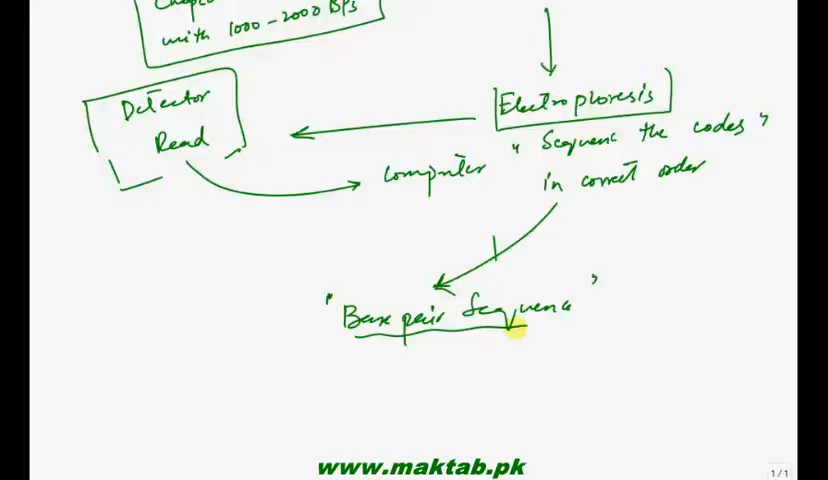 with 1000-2000 BPs
Detector
Read
Electrophoresis
"Sequenc the codes"
in correct order
computer
"Base pair Sequence"
www.maktab.pk
1/1